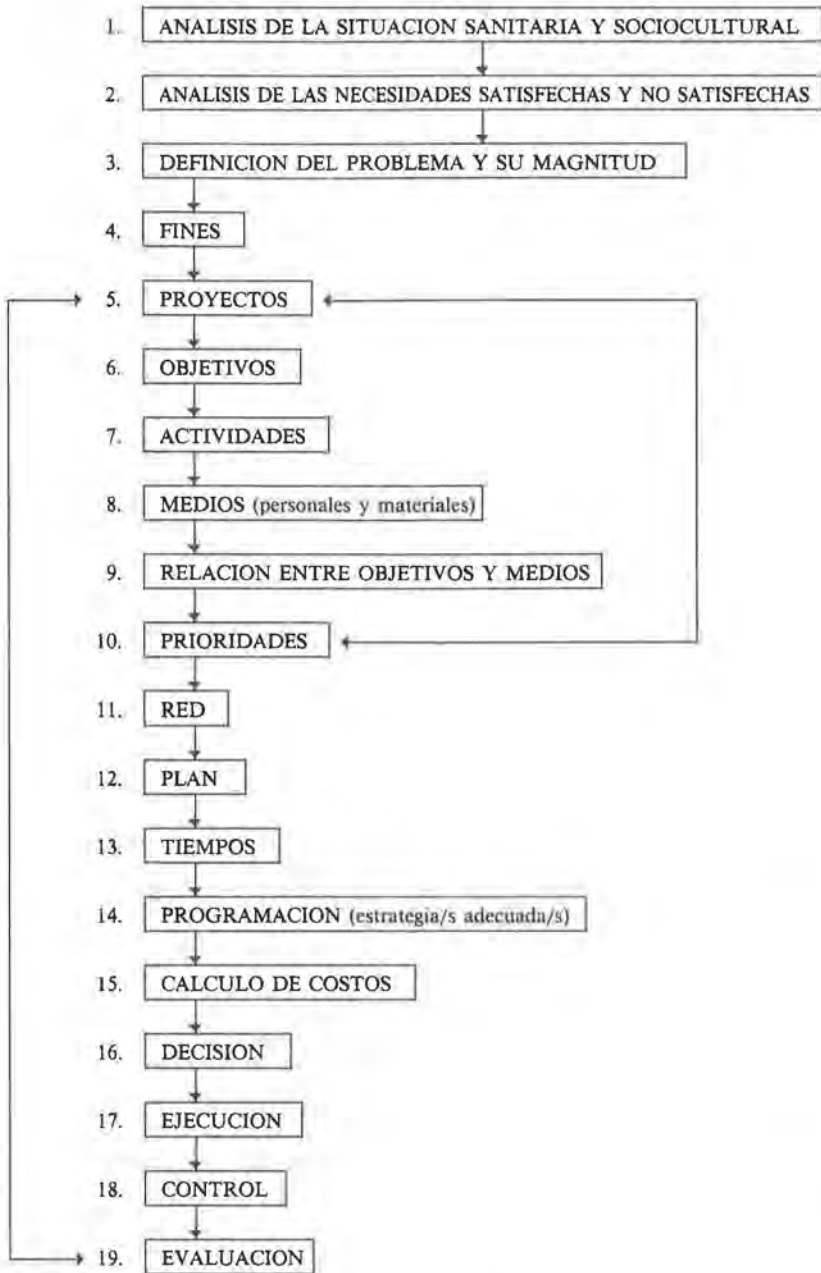 1. ANALISIS DE LA SITUACION SANITARIA Y SOCIOCULTURAL
2. ANALISIS DE LAS NECESIDADES SATISFECHAS Y NO SATISFECHAS
3. DEFINICION DEL PROBLEMA Y SU MAGNITUD
4. FINES
5. PROYECTOS
6. OBJETIVOS
7. ACTIVIDADES
8. MEDIOS (personales y materiales)
9. RELACION ENTRE OBJETIVOS Y MEDIOS
10. PRIORIDADES
11. RED
12. PLAN
13. TIEMPOS
14. PROGRAMACION (estrategia/s adecuada/s)
15. CALCULO DE COSTOS
16. DECISION
17. EJECUCION
18. CONTROL
19. EVALUACION